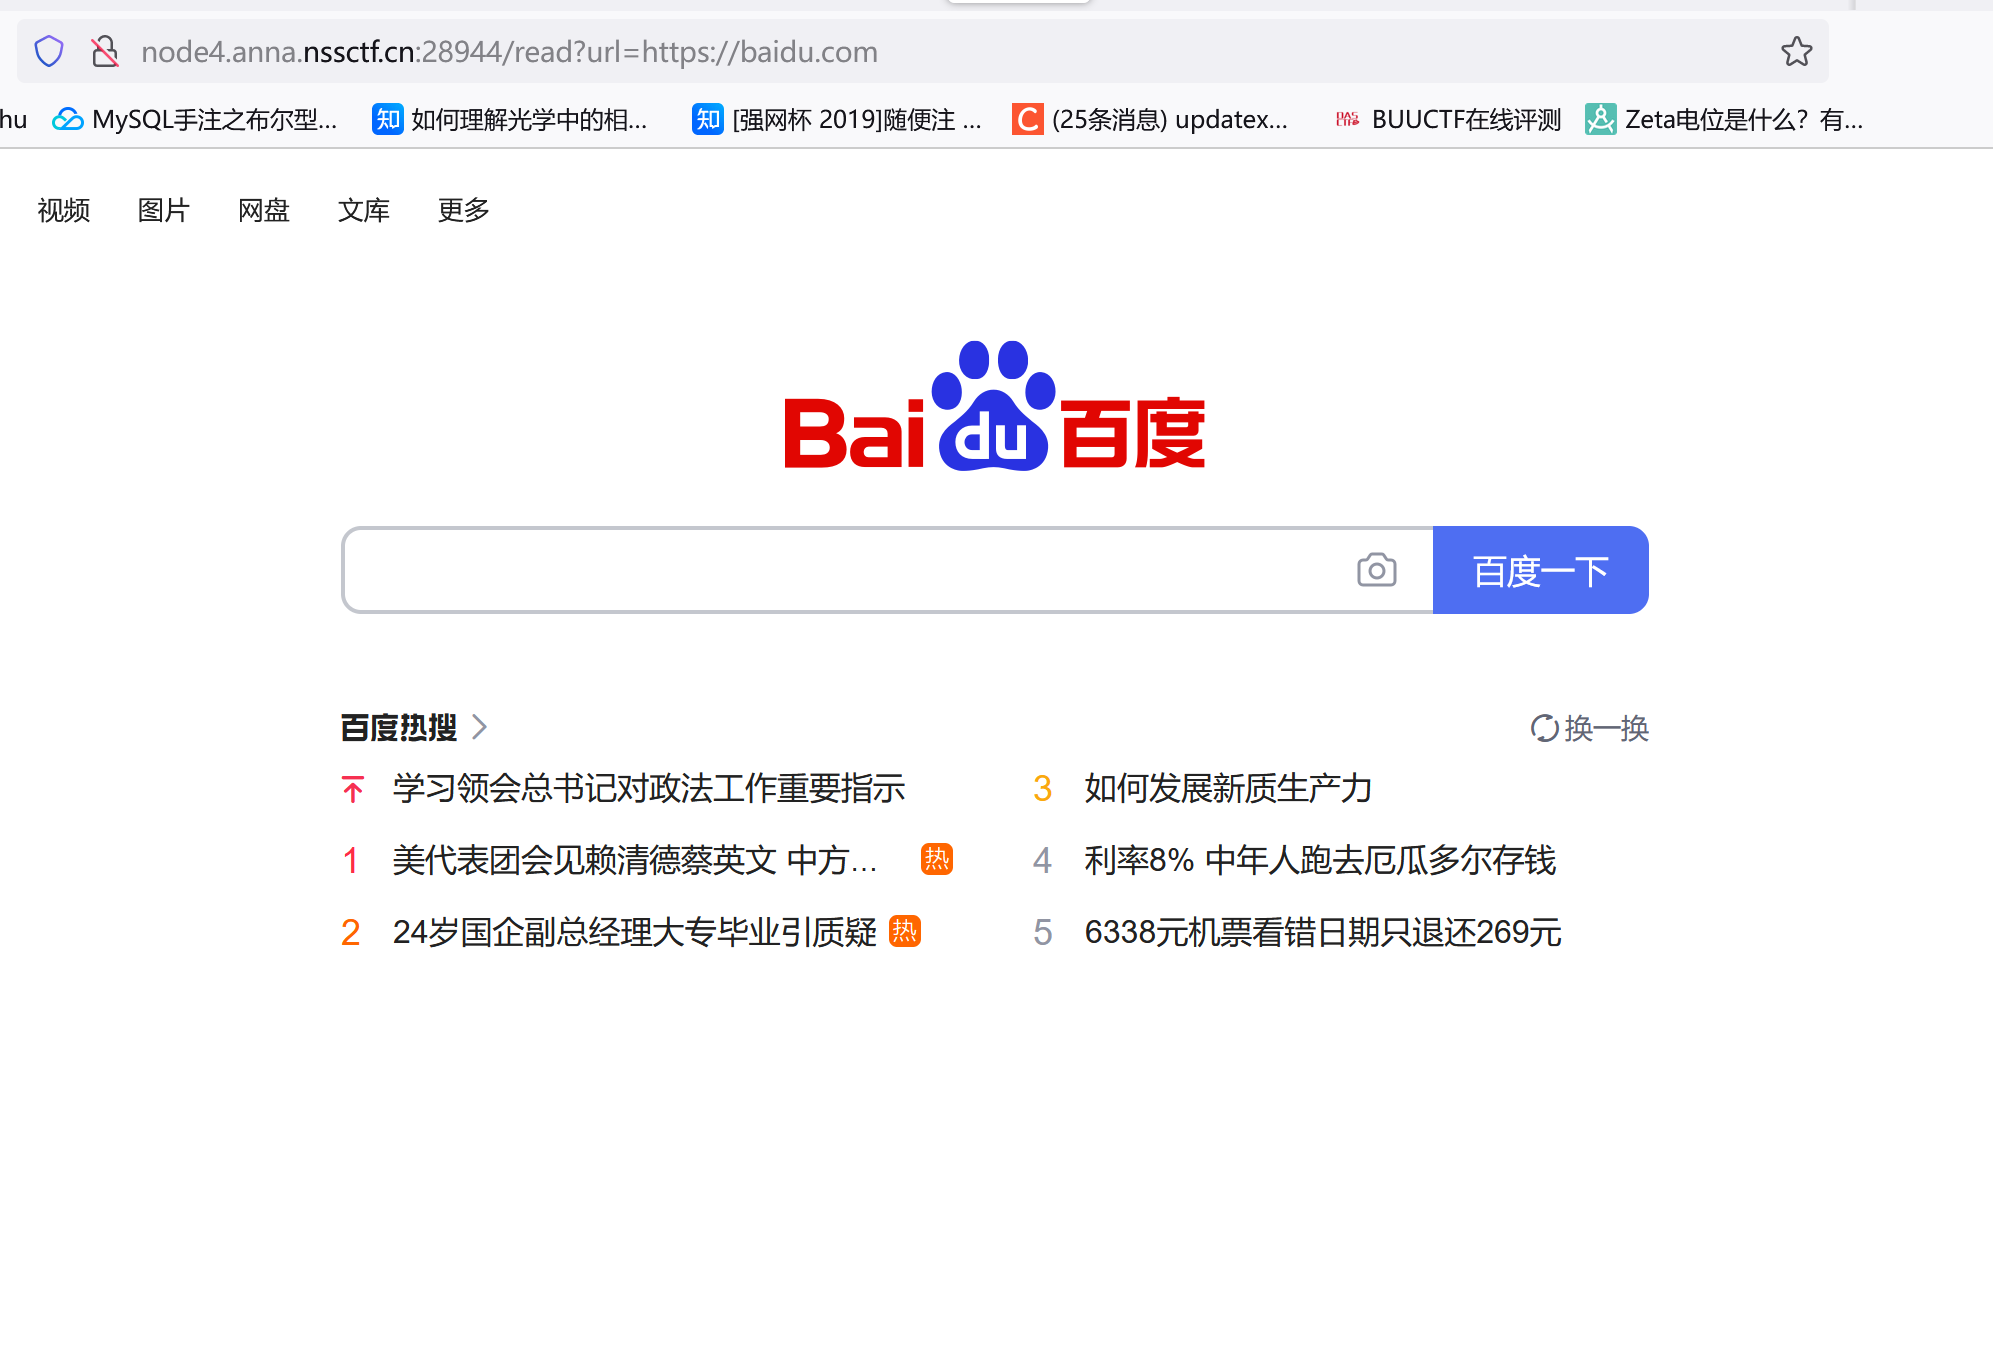 node4.anna.nssctf.cn:28944/read?url=https://baidu.com
hu MySQL手注之布尔型... 知 如何理解光学中的相... 知 [强网杯 2019]随便注 ... C (25条消息) updatex... BUUCTF在线评测 Zeta电位是什么？有...
视频 图片 网盘 文库 更多
Bai du 百度
百度一下
百度热搜 换一换
学习领会总书记对政法工作重要指示
1 美代表团会见赖清德蔡英文 中方... 热
2 24岁国企副总经理大专毕业引质疑 热
3 如何发展新质生产力
4 利率8% 中年人跑去厄瓜多尔存钱
5 6338元机票看错日期只退还269元